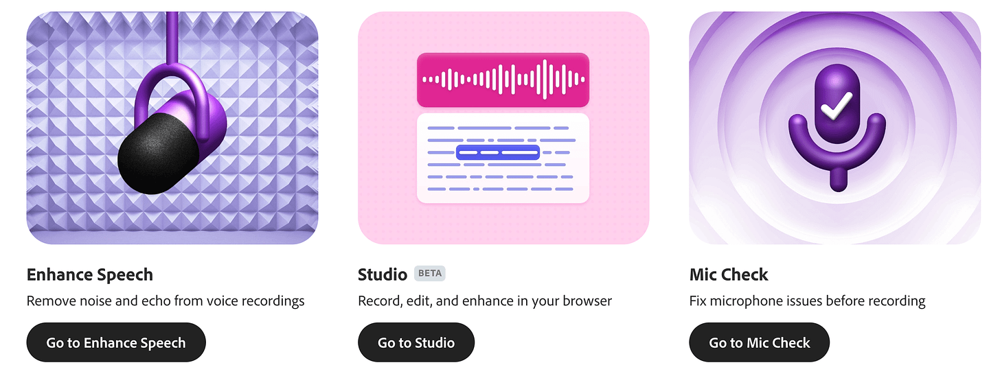 Enhance Speech
Remove noise and echo from voice recordings
Go to Enhance Speech
Studio BETA
Record, edit, and enhance in your browser
Go to Studio
Mic Check
Fix microphone issues before recording
Go to Mic Check